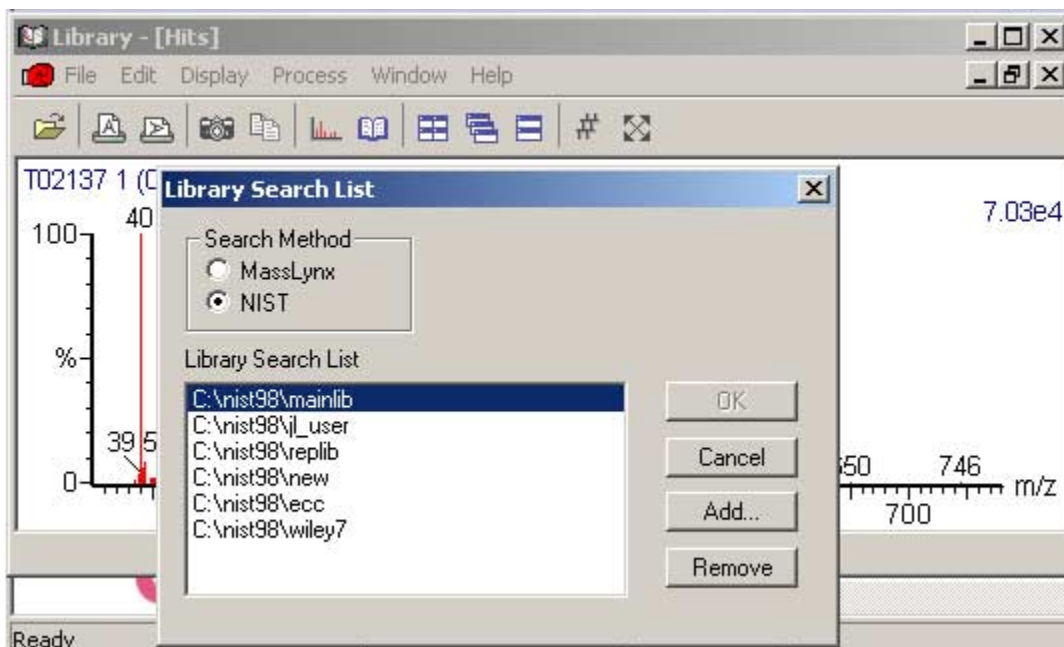 Library - [Hits]
File Edit Display Process Window Help
T02137 1 (
7.03e4
Library Search List
Search Method
MassLynx
NIST
Library Search List
C:\nist98\mainlib
C:\nist98\jl_user
C:\nist98\replib
C:\nist98\new
C:\nist98\ecc
C:\nist98\wiley7
OK
Cancel
Add...
Remove
40
100
%
39
0
746
700
m/z
Ready